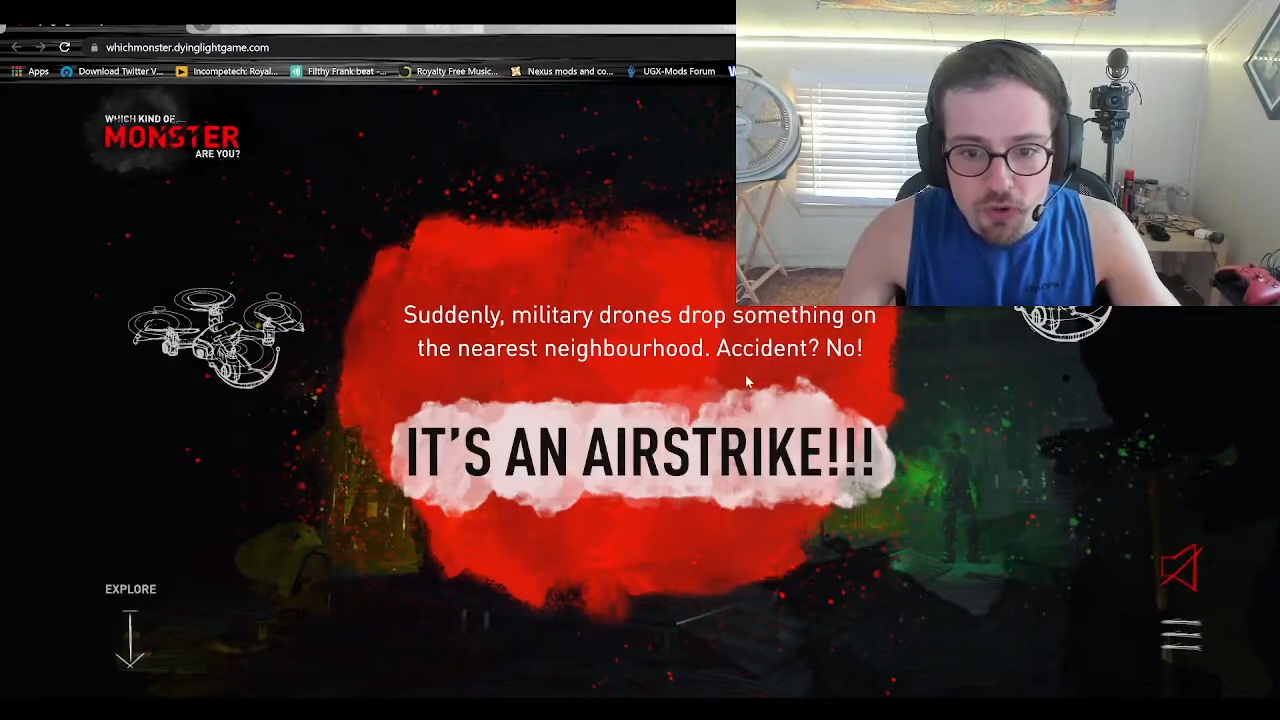 whichmonster.dyinglightgame.com
Apps Download Twitter V... Incompetech: Royal... Filthy Frank beat -... Royalty Free Music... Nexus mods and co... UGX-Mods Forum
WHICH KIND OF
MONSTER
ARE YOU?
Suddenly, military drones drop something on
the nearest neighbourhood. Accident? No!
IT'S AN AIRSTRIKE!!!
EXPLORE